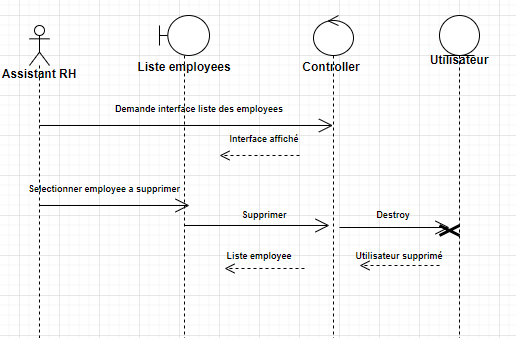 Assistant RH
Liste employees
Controller
Utilisateur
Demande interface liste des employees
Interface affiché
Selectionner employee a supprimer
Supprimer
Destroy
Liste employee
Utilisateur supprimé